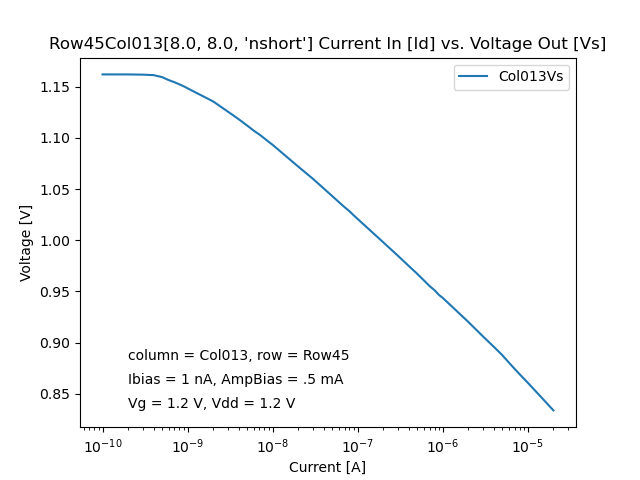 Row45Col013[8.0, 8.0, 'nshort'] Current In [Id] vs. Voltage Out [Vs]
Col013Vs
1.15
1.10
1.05
1.00
0.95
0.90
0.85
Voltage [V]
column = Col013, row = Row45
Ibias = 1 nA, AmpBias = .5 mA
Vg = 1.2 V, Vdd = 1.2 V
10⁻¹⁰ 10⁻⁹ 10⁻⁸ 10⁻⁷ 10⁻⁶ 10⁻⁵
Current [A]